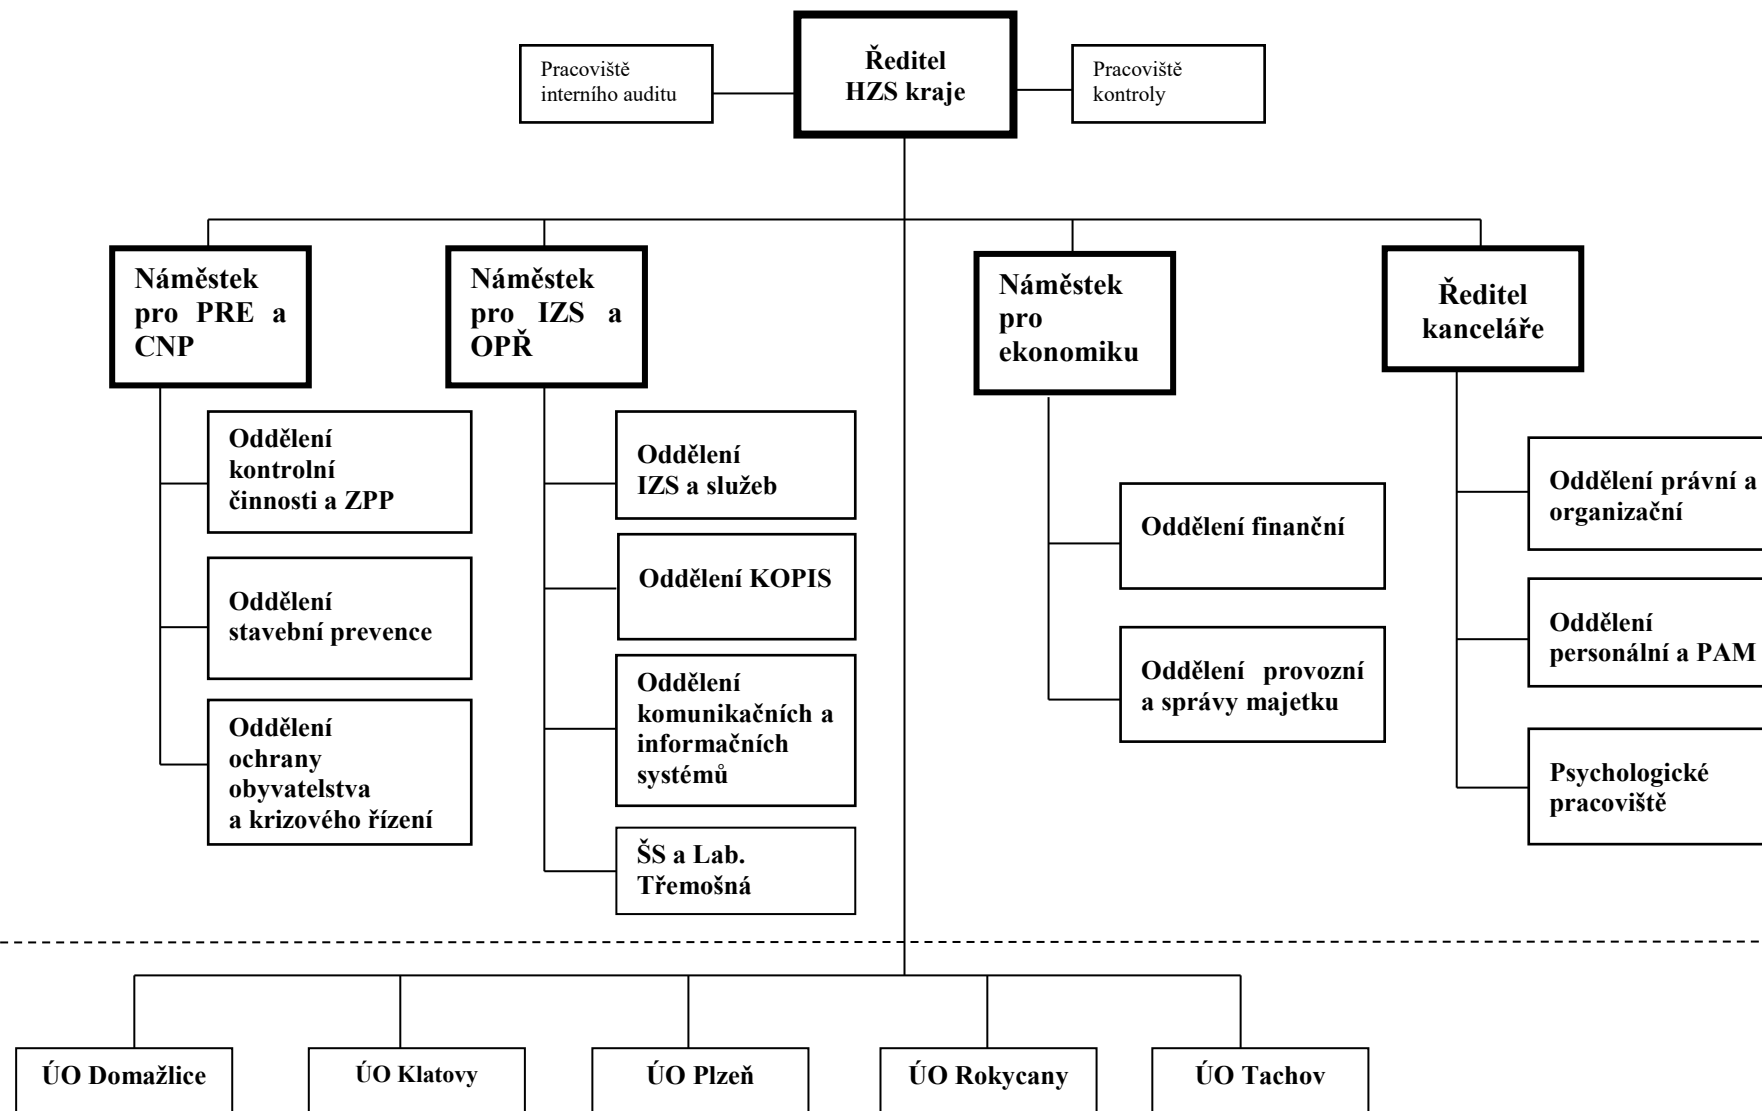 Pracoviště
interního auditu
Ředitel
HZS kraje
Pracoviště
kontroly
Náměstek
pro PRE a
CNP
Náměstek
pro IZS a
OPŘ
Náměstek
pro
ekonomiku
Ředitel
kanceláře
Oddělení
kontrolní
činnosti a ZPP
Oddělení
stavební prevence
Oddělení
ochrany
obyvatelstva
a krizového řízení
Oddělení
IZS a služeb
Oddělení KOPIS
Oddělení
komunikačních a
informačních
systémů
ŠS a Lab.
Třemošná
Oddělení finanční
Oddělení provozní
a správy majetku
Oddělení právní a
organizační
Oddělení
personální a PAM
Psychologické
pracoviště
ÚO Domažlice
ÚO Klatovy
ÚO Plzeň
ÚO Rokycany
ÚO Tachov